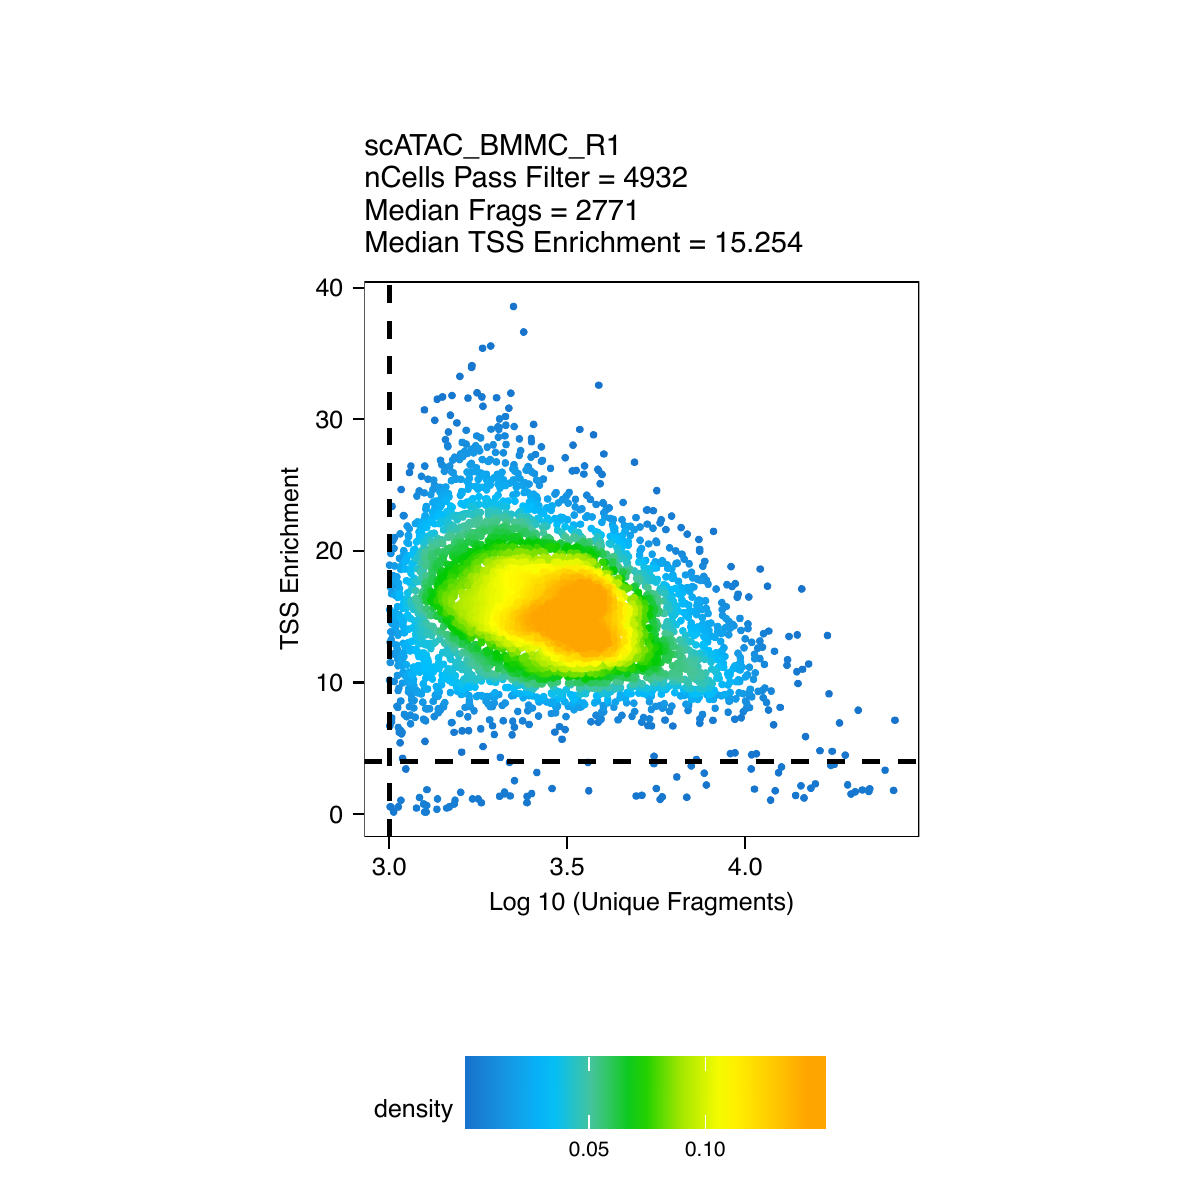 scATAC_BMMC_R1
nCells Pass Filter = 4932
Median Frags = 2771
Median TSS Enrichment = 15.254
40
30
20
10
0
TSS Enrichment
3.0 3.5 4.0
Log 10 (Unique Fragments)
density
0.05 0.10